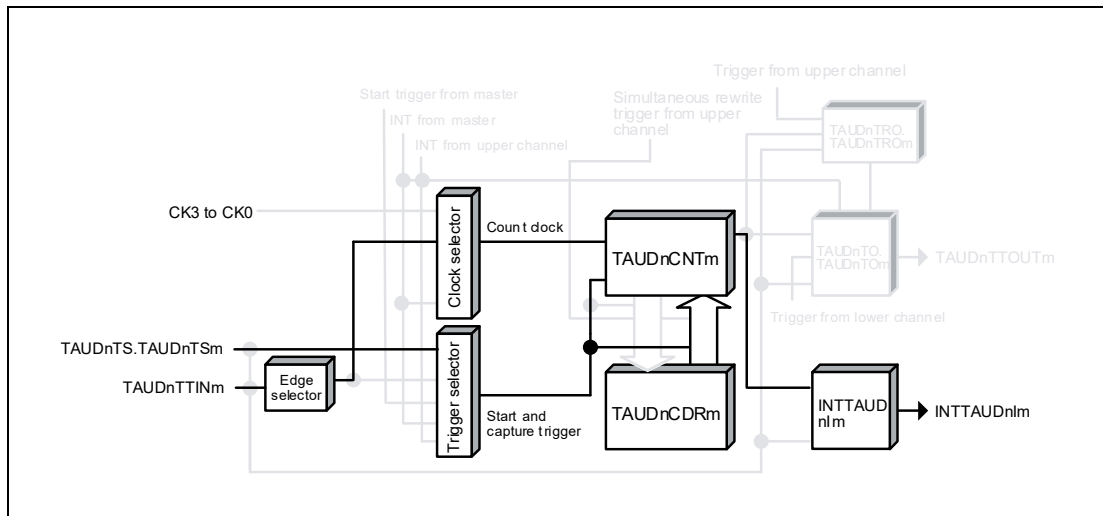 Trigger from upper channel
Start trigger from master
INT from master
INT from upper channel
Simultaneous rewrite
trigger from upper
channel
TAUDnTRO.
TAUDnTROm
CK3 to CK0
Clock selector
Count clock
TAUDnCNTm
TAUDnTO.
TAUDnTOm
TAUDnTTOUTm
Trigger from lower channel
TAUDnTS.TAUDnTSm
TAUDnTTINm
Edge
selector
Trigger selector
Start and
capture trigger
TAUDnCDRm
INTTAUD
nIm
INTTAUDnIm